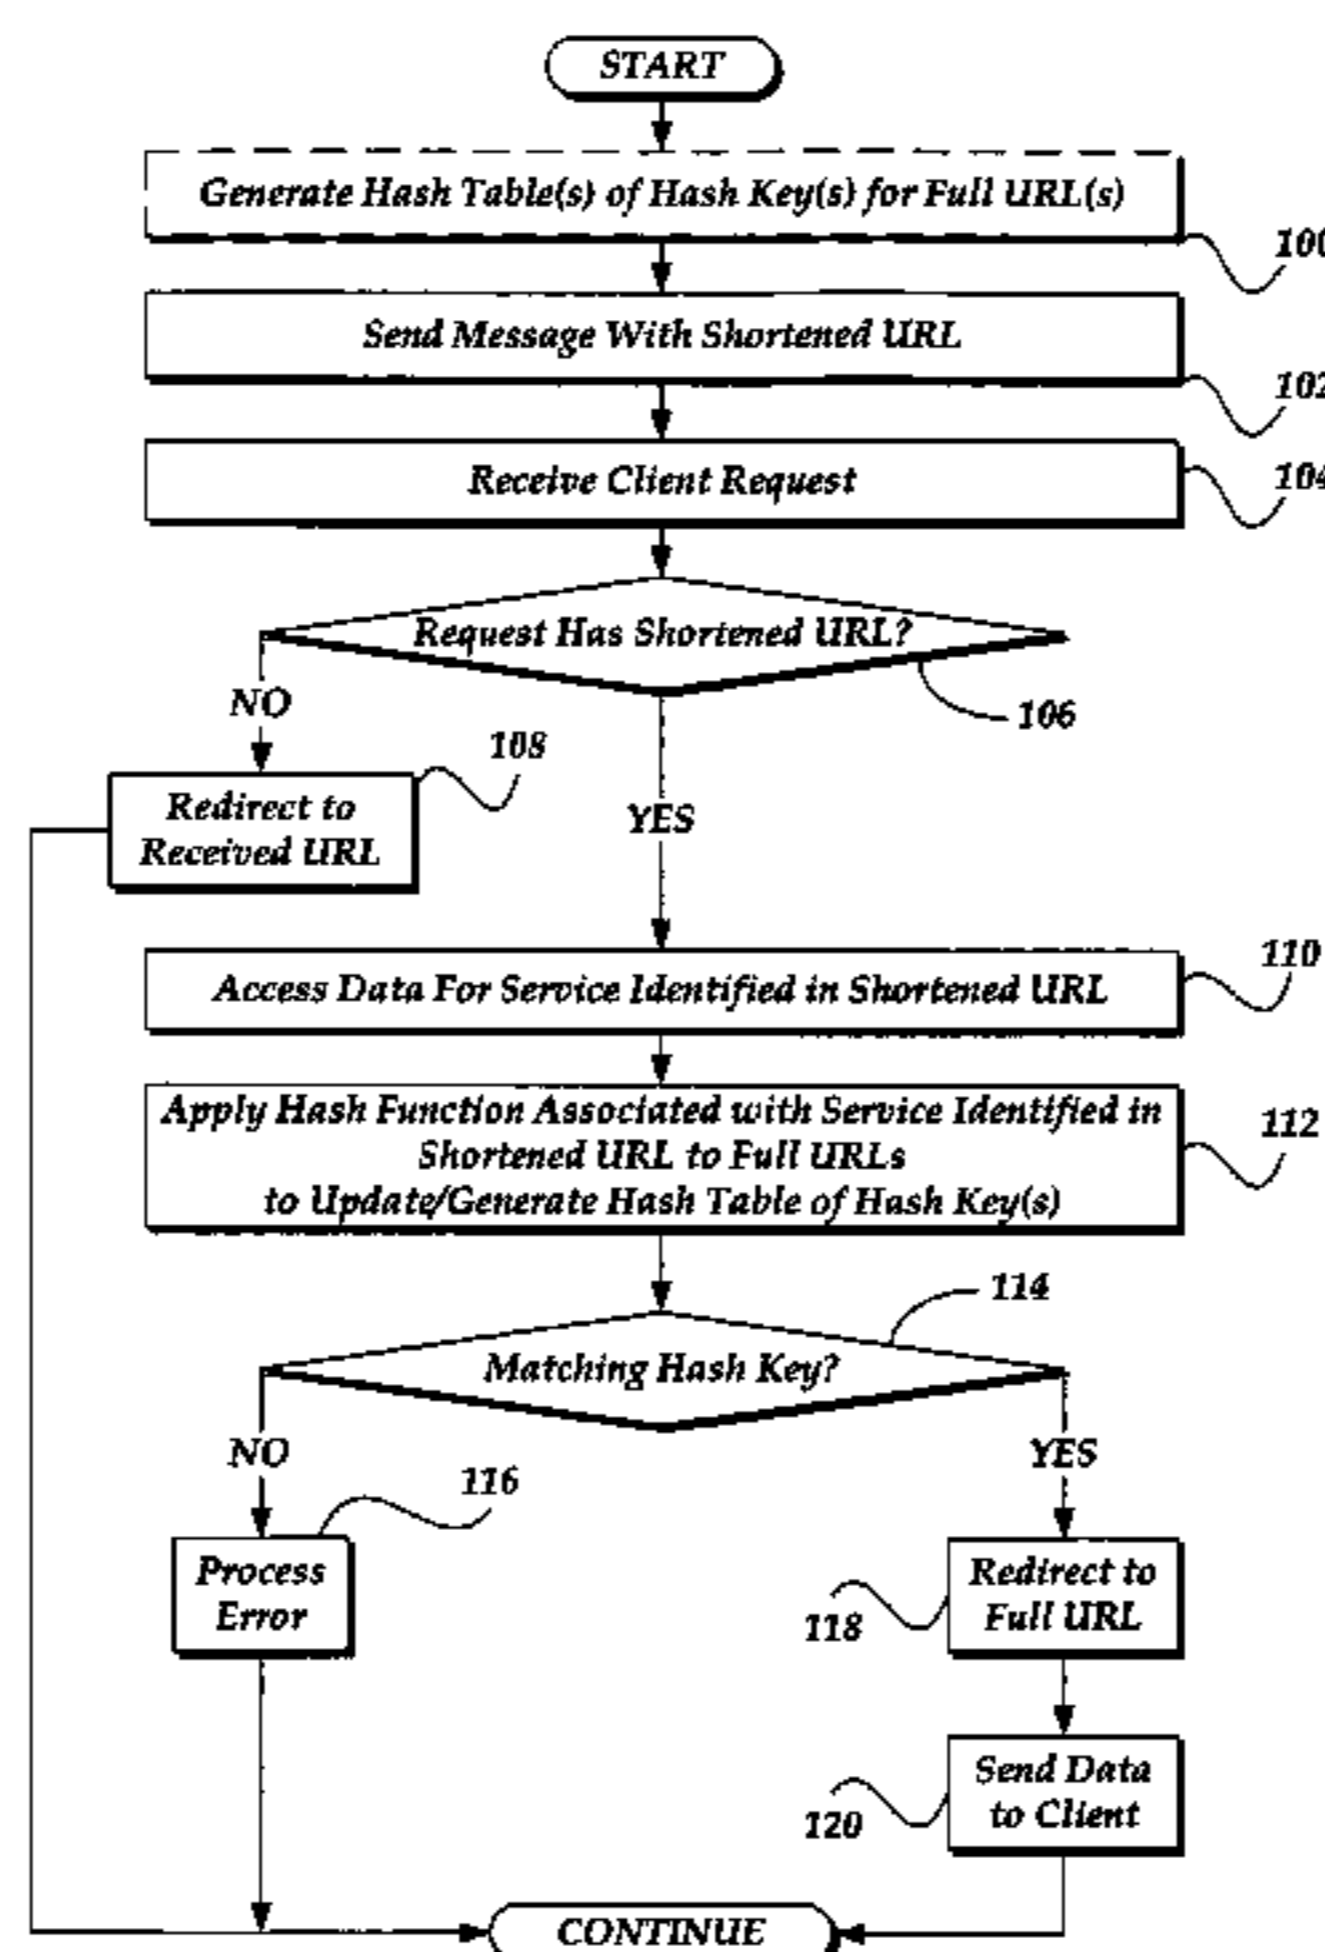 START
Generate Hash Table(s) of Hash Key(s) for Full URL(s)
100
Send Message With Shortened URL
102
Receive Client Request
104
Request Has Shortened URL?
106
NO
108
Redirect to
Received URL
YES
110
Access Data For Service Identified in Shortened URL
Apply Hash Function Associated with Service Identified in
Shortened URL to Full URLs
to Update/Generate Hash Table of Hash Key(s)
112
114
Matching Hash Key?
NO
YES
116
Process
Error
Redirect to
Full URL
118
Send Data
to Client
120
CONTINUE